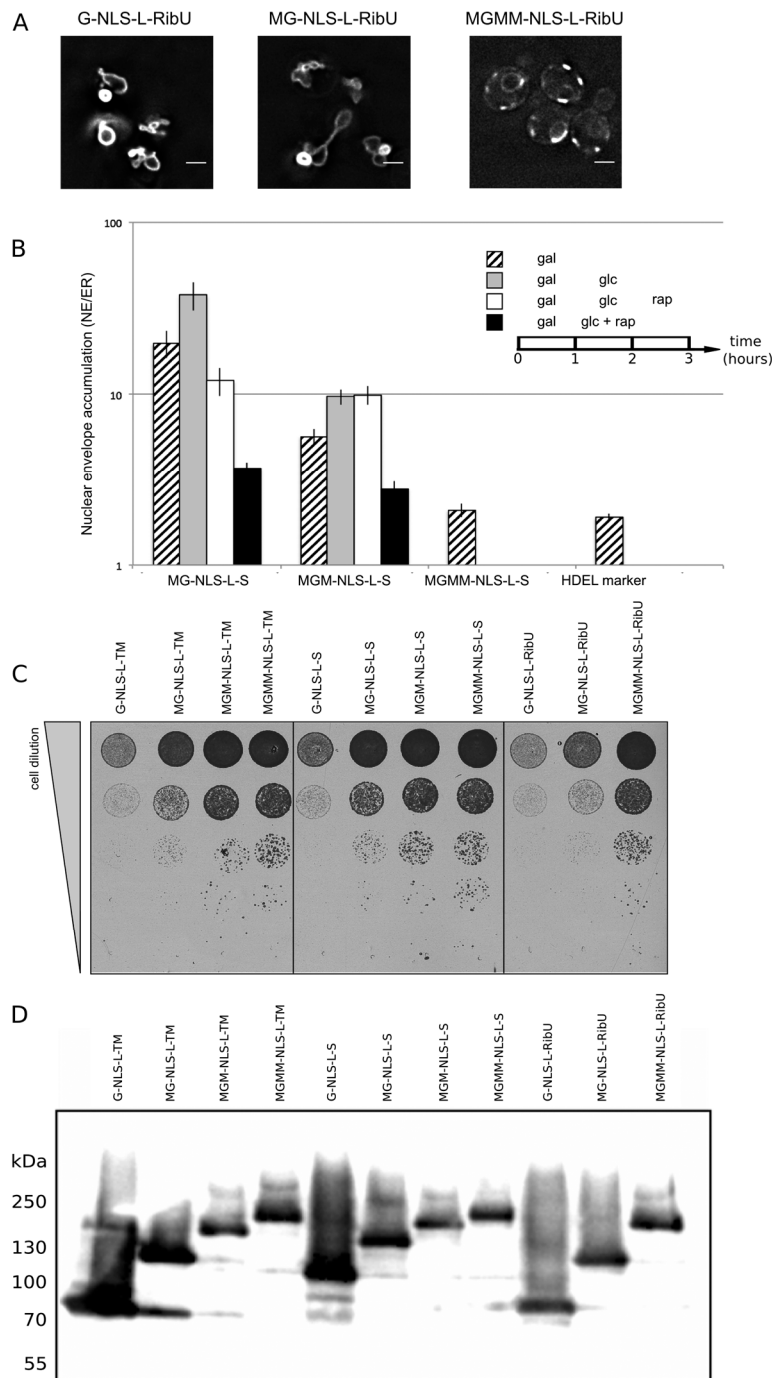 A
G-NLS-L-RibU MG-NLS-L-RibU MGMM-NLS-L-RibU
B
Nuclear envelope accumulation (NE/ER)
100
10
1
gal
gal glc
gal glc rap
gal glc + rap
0 1 2 3
time
(hours)
MG-NLS-L-S MGM-NLS-L-S MGMM-NLS-L-S HDEL marker
C
cell dilution
G-NLS-L-TM
MG-NLS-L-TM
MGM-NLS-L-TM
MGMM-NLS-L-TM
G-NLS-L-S
MG-NLS-L-S
MGM-NLS-L-S
MGMM-NLS-L-S
G-NLS-L-RibU
MG-NLS-L-RibU
MGMM-NLS-L-RibU
D
G-NLS-L-TM
MG-NLS-L-TM
MGM-NLS-L-TM
MGMM-NLS-L-TM
G-NLS-L-S
MG-NLS-L-S
MGM-NLS-L-S
MGMM-NLS-L-S
G-NLS-L-RibU
MG-NLS-L-RibU
MGMM-NLS-L-RibU
kDa
250
130
100
70
55